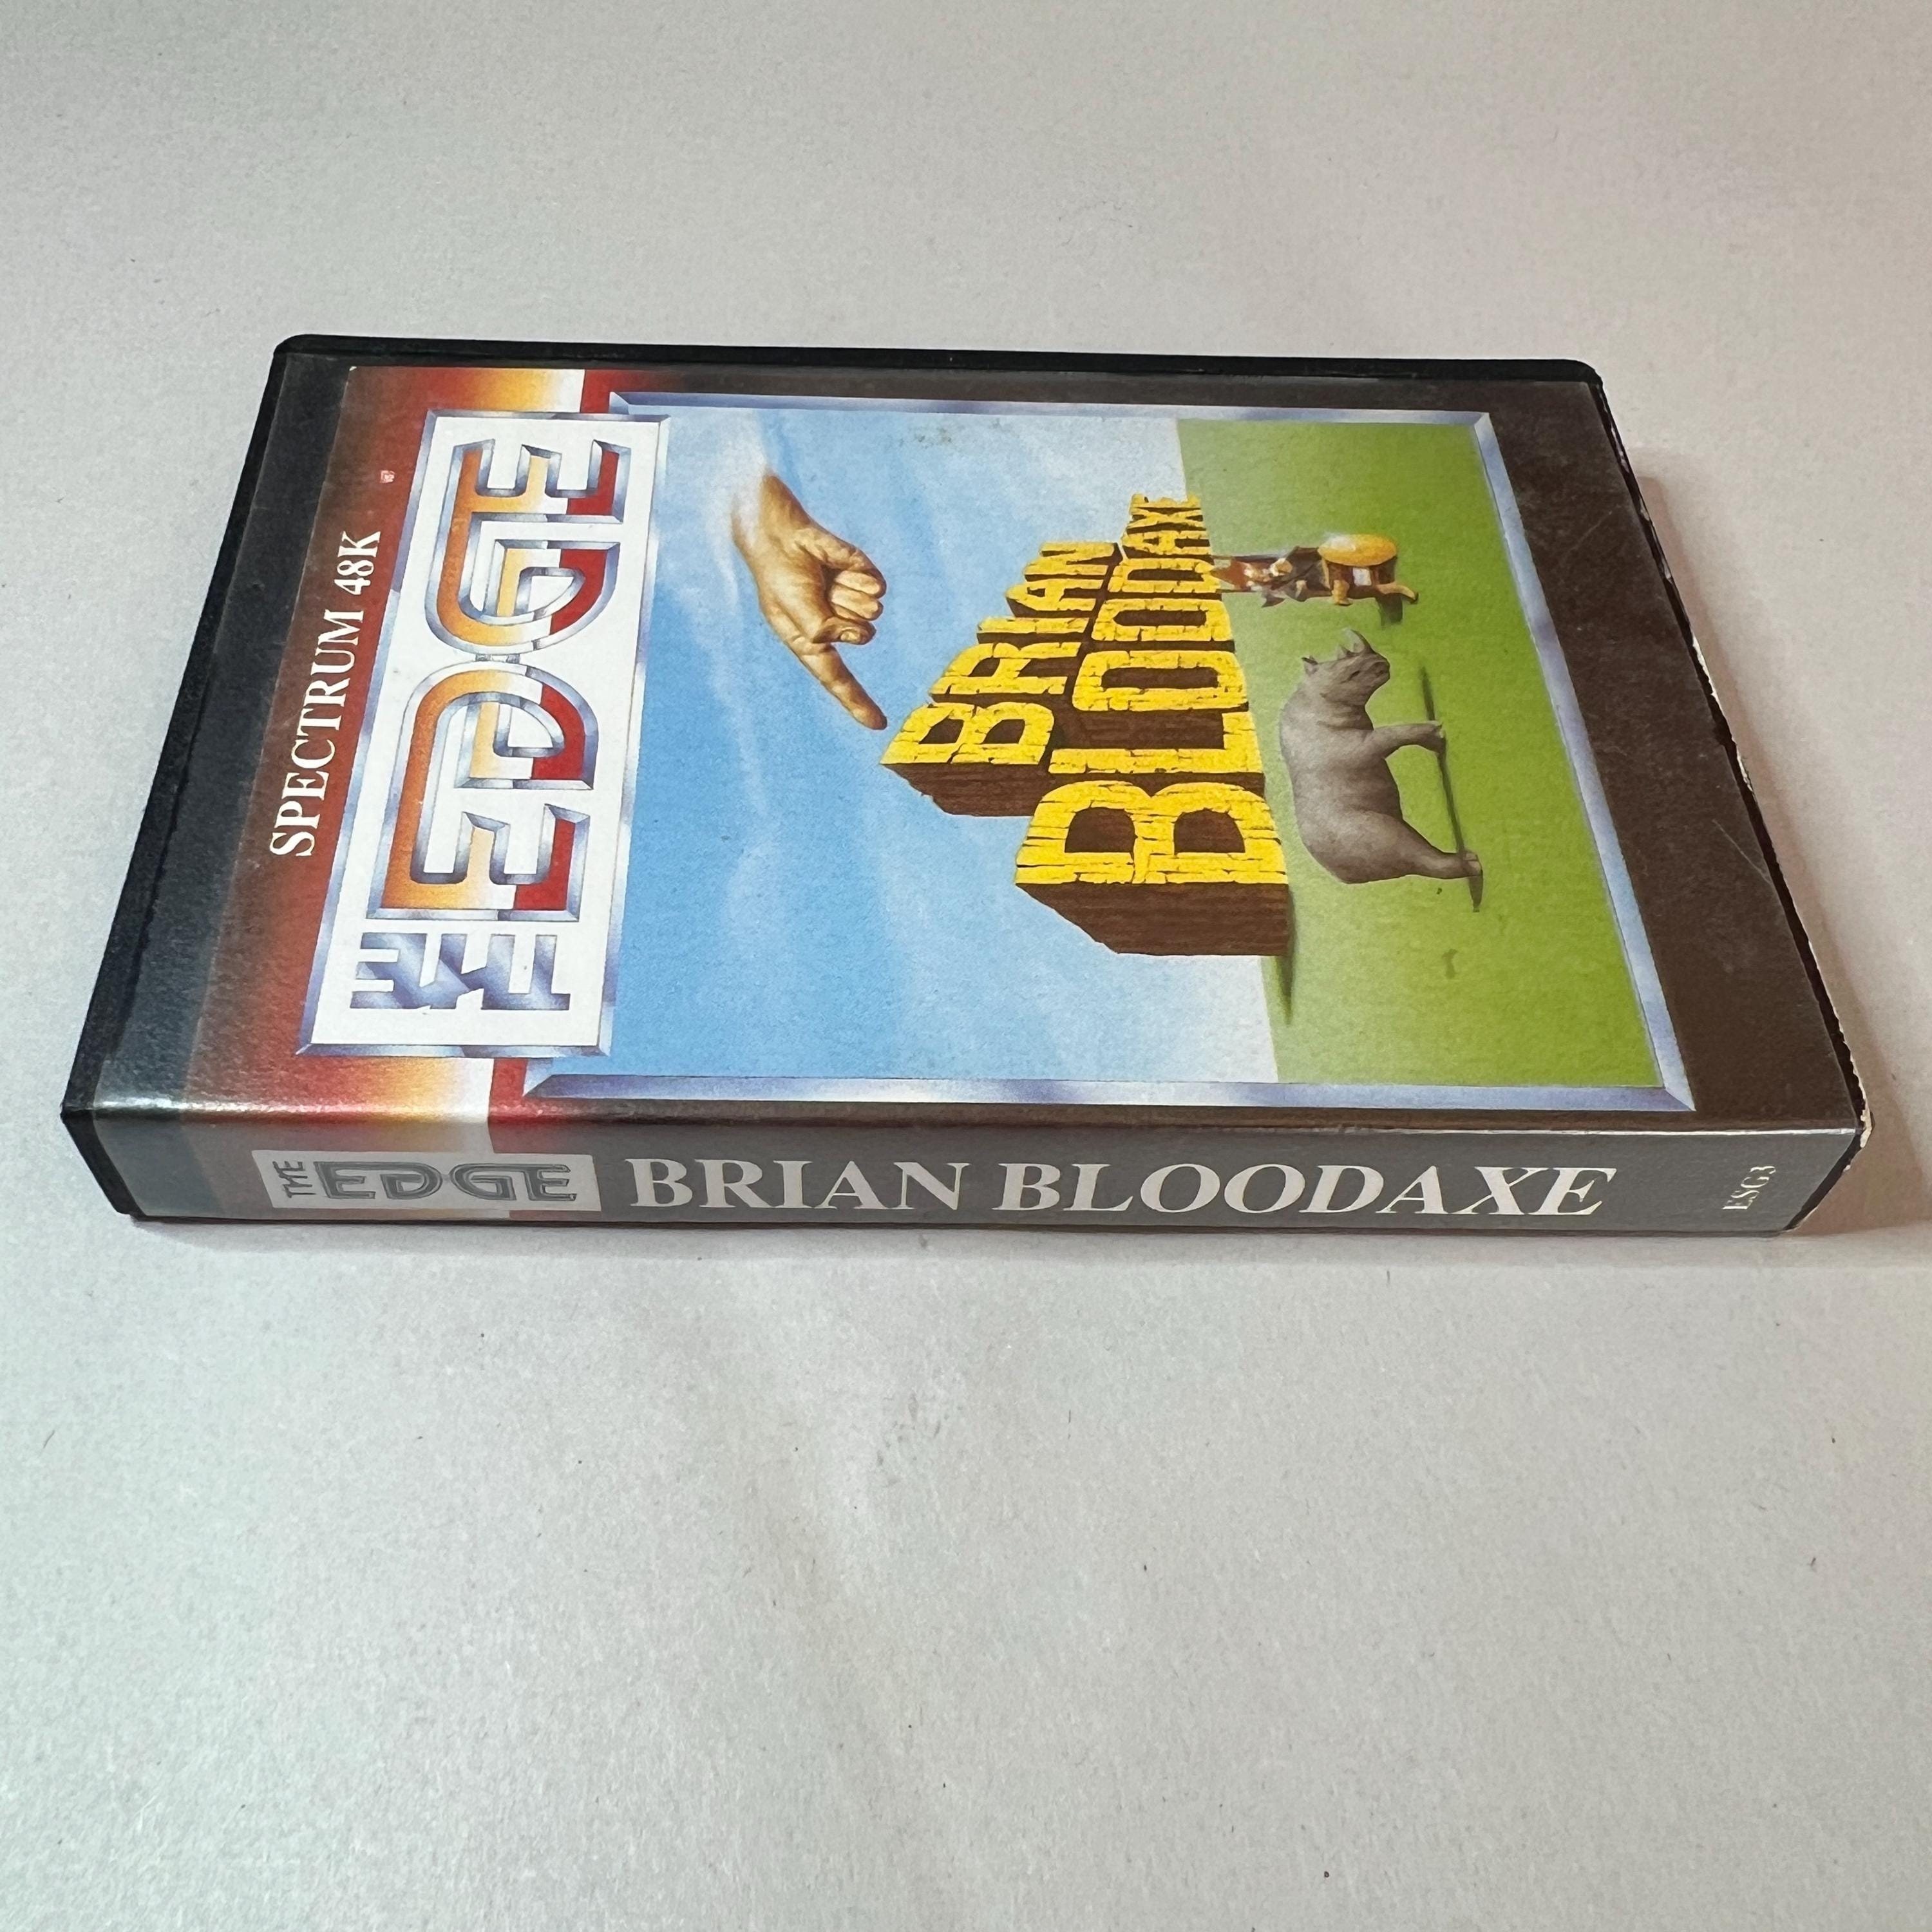 SPECTRUM 48K
THE
EDGE
BRIAN
BLOODAXE
THE
EDGE
BRIAN BLOODAXE
ESG3